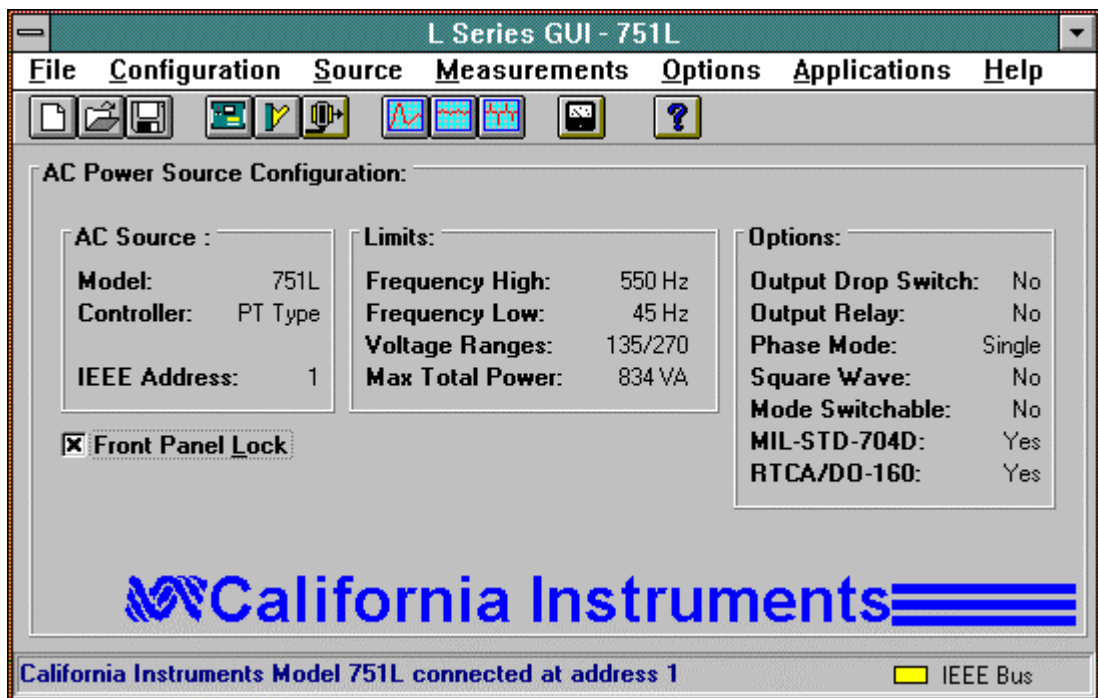 L Series GUI - 751L
File Configuration Source Measurements Options Applications Help
AC Power Source Configuration:
AC Source :
Model: 751L
Controller: PT Type
IEEE Address: 1
Front Panel Lock
Limits:
Frequency High: 550 Hz
Frequency Low: 45 Hz
Voltage Ranges: 135/270
Max Total Power: 834 VA
Options:
Output Drop Switch: No
Output Relay: No
Phase Mode: Single
Square Wave: No
Mode Switchable: No
MIL-STD-704D: Yes
RTCA/DO-160: Yes
California Instruments
California Instruments Model 751L connected at address 1
IEEE Bus